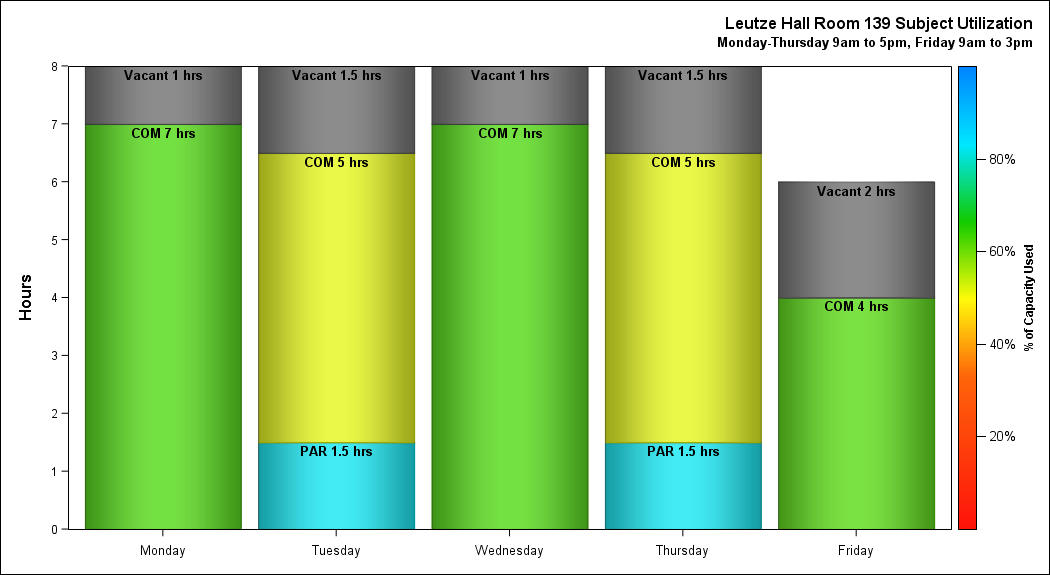 Leutze Hall Room 139 Subject Utilization
Monday-Thursday 9am to 5pm, Friday 9am to 3pm
Hours
8
7
6
5
4
3
2
1
0
Vacant 1 hrs
COM 7 hrs
Vacant 1.5 hrs
COM 5 hrs
PAR 1.5 hrs
Vacant 1 hrs
COM 7 hrs
Vacant 1.5 hrs
COM 5 hrs
PAR 1.5 hrs
Vacant 2 hrs
COM 4 hrs
Monday
Tuesday
Wednesday
Thursday
Friday
80%
60%
40%
20%
% of Capacity Used